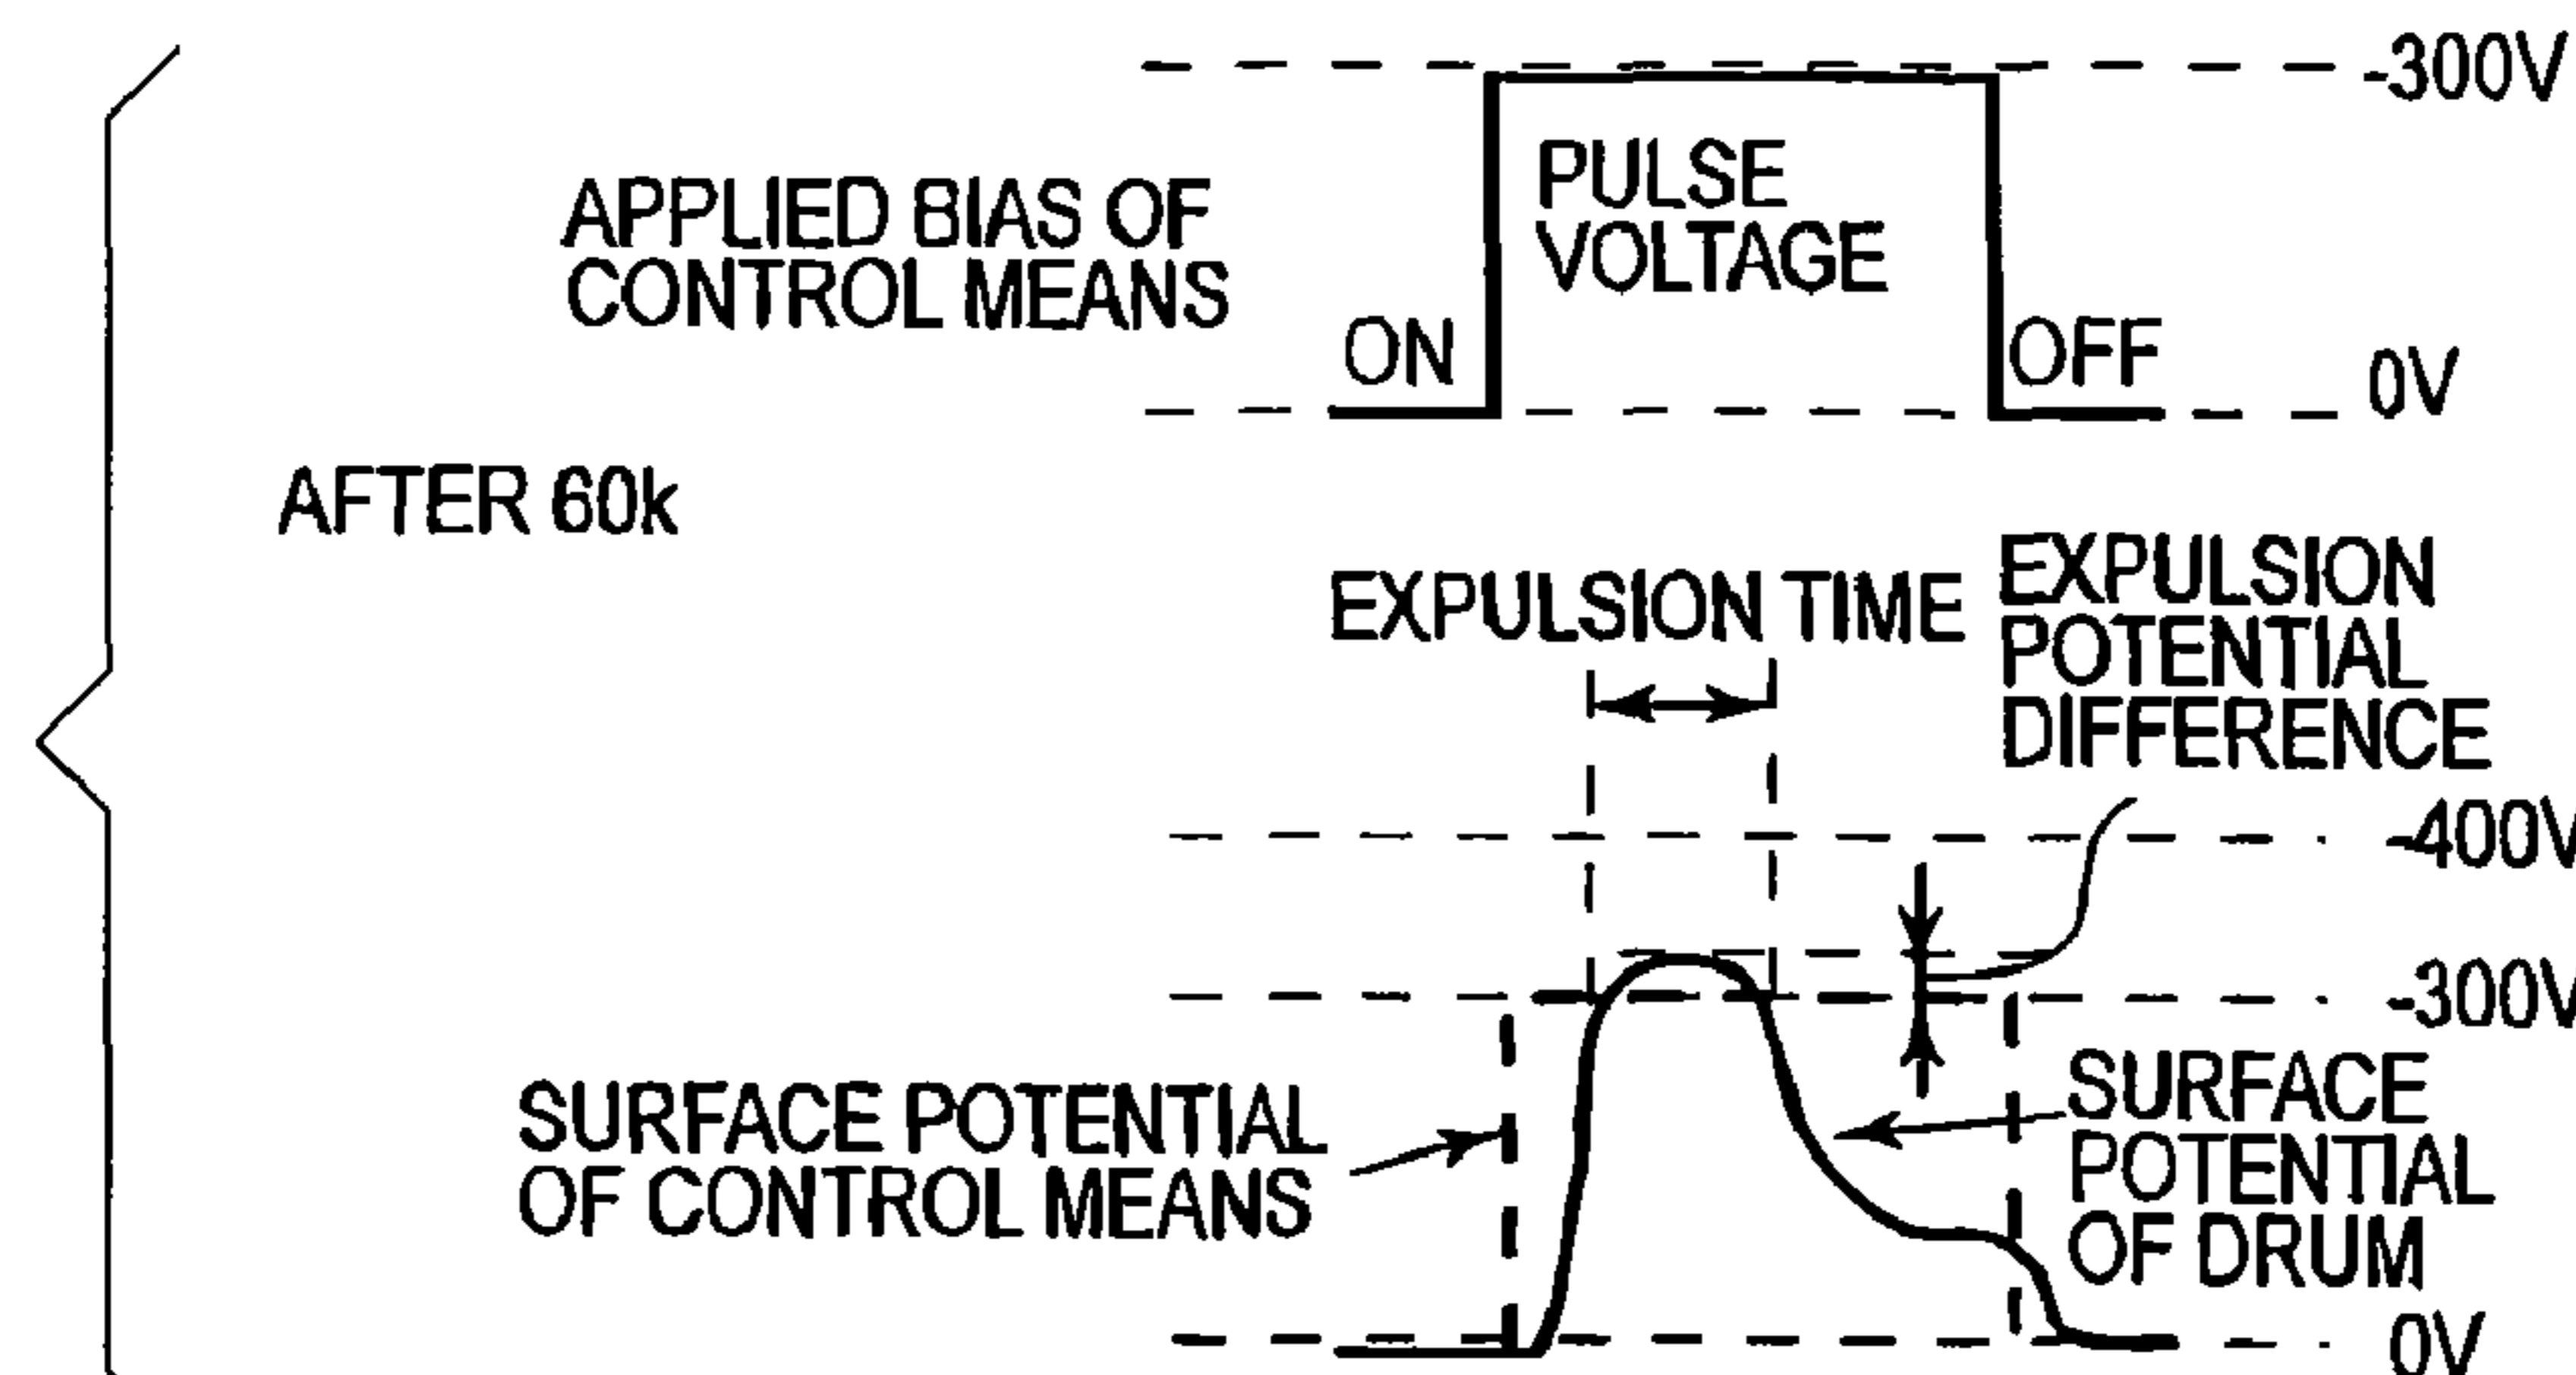 -300V
APPLIED BIAS OF
CONTROL MEANS
PULSE
VOLTAGE
ON
OFF
0V
AFTER 60k
EXPULSION TIME
EXPULSION
POTENTIAL
DIFFERENCE
-400V
-300V
SURFACE POTENTIAL
OF CONTROL MEANS
SURFACE
POTENTIAL
OF DRUM
0V